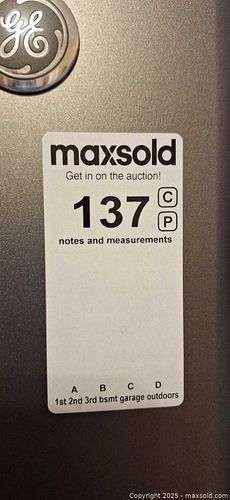 GE
maxsold
Get in on the auction!
137 C
P
notes and measurements
A B C D
1st 2nd 3rd bsmt garage outdoors
© Copyright 2025 - maxsold.com